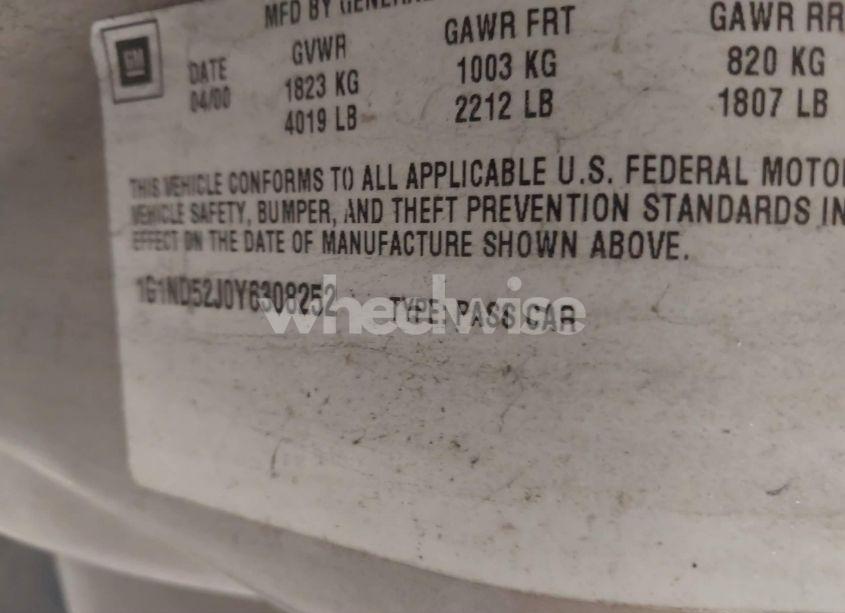 MFD BY GENERAL
GM
DATE
04/00
GVWR
1823 KG
4019 LB
GAWR FRT
1003 KG
2212 LB
GAWR RR
820 KG
1807 LB
THIS VEHICLE CONFORMS TO ALL APPLICABLE U.S. FEDERAL MOTOR
VEHICLE SAFETY, BUMPER, AND THEFT PREVENTION STANDARDS IN
EFFECT ON THE DATE OF MANUFACTURE SHOWN ABOVE.
1G1ND52J0Y6308252 TYPE: PASS CAR
wheelwise